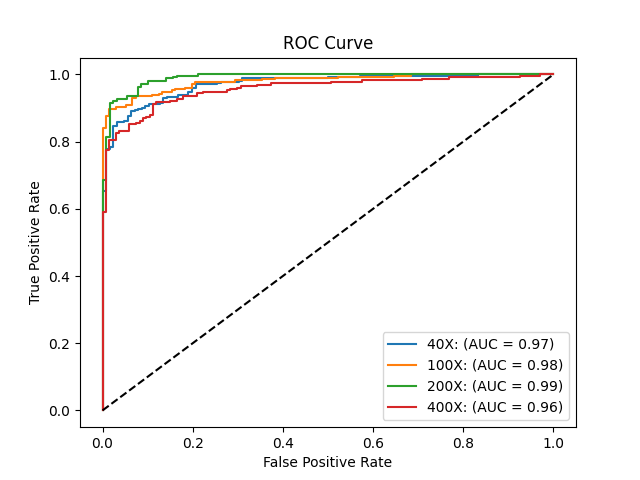 ROC Curve
True Positive Rate
1.0
0.8
0.6
0.4
0.2
0.0
0.0 0.2 0.4 0.6 0.8 1.0
False Positive Rate
40X: (AUC = 0.97)
100X: (AUC = 0.98)
200X: (AUC = 0.99)
400X: (AUC = 0.96)